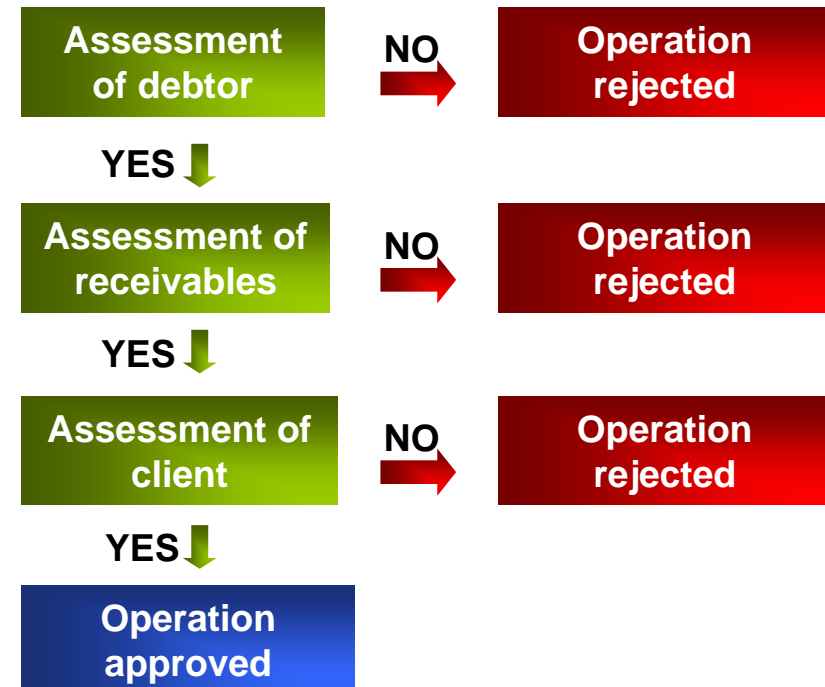 Assessment
of debtor
NO
Operation
rejected
YES
Assessment of
receivables
NO
Operation
rejected
YES
Assessment of
client
NO
Operation
rejected
YES
Operation
approved